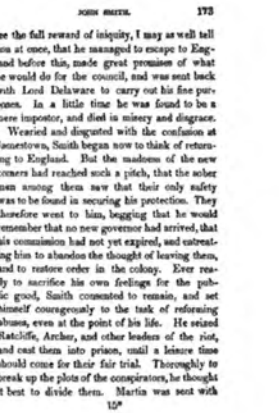 JOHN SMITH. 173
the full reward of iniquity, I may as well tell
you at once, that he managed to escape to Eng-
and before this, made great promises of what
he would do for the council, and was sent back
with Lord Delaware to carry out his fine pur-
poses. In a little time he was found to be a
mere impostor, and died in misery and disgrace.
Wearied and disgusted with the confusion at
Jamestown, Smith began now to think of return-
ing to England. But the madness of the new
comers had reached such a pitch, that the sober
men among them saw that their only safety
was to be found in securing his protection. They
therefore went to him, begging that he would
remember that no new governor had arrived, that
his commission had not yet expired, and entreat-
ing him to abandon the thought of leaving them,
and to restore order in the colony. Ever rea-
dy to sacrifice his own feelings for the pub-
lic good, Smith consented to remain, and set
himself courageously to the task of reforming
abuses, even at the point of his life. He seized
Ratcliffe, Archer, and other leaders of the riot,
and cast them into prison, until a leisure time
should come for their fair trial. Thoroughly to
break up the plots of the conspirators, he thought
it best to divide them. Martin was sent with
15*